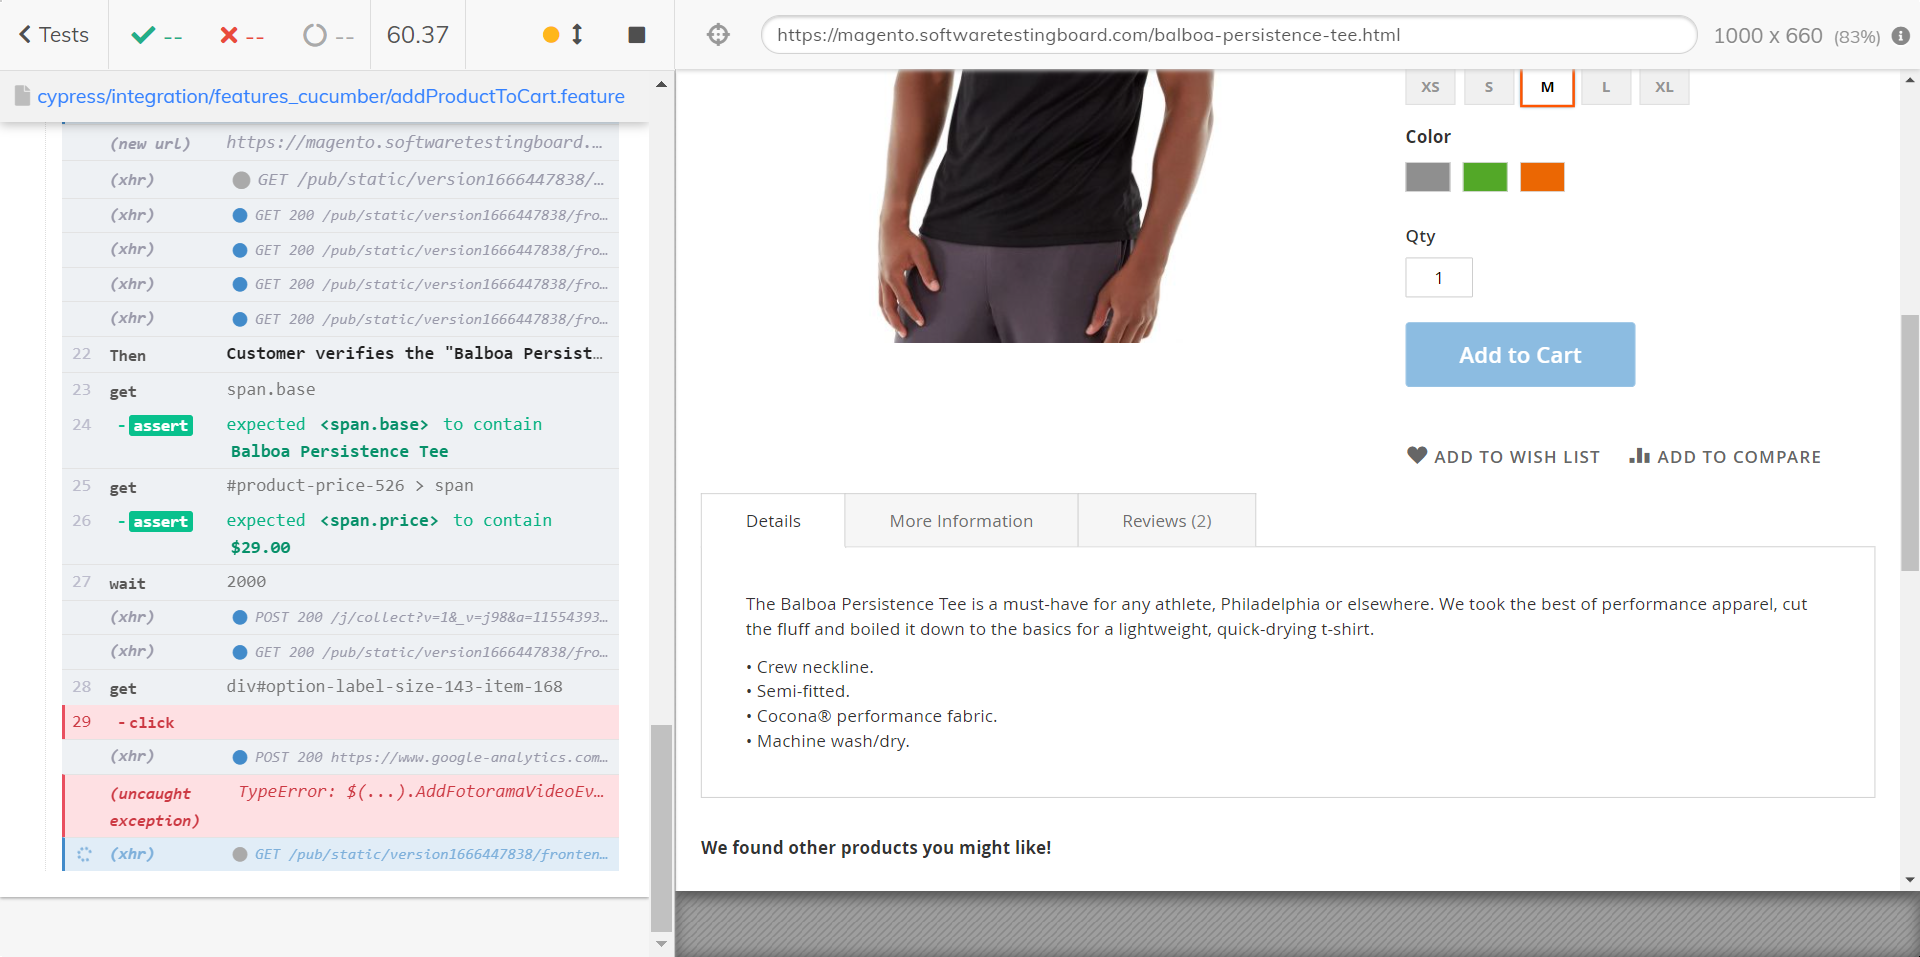 Tests
--
--
--
60.37
https://magento.softwaretestingboard.com/balboa-persistence-tee.html
1000 x 660 (83%)
cypress/integration/features_cucumber/addProductToCart.feature
(new url) https://magento.softwaretestingboard.…
(xhr) GET /pub/static/version1666447838/…
(xhr) GET 200 /pub/static/version1666447838/fro…
(xhr) GET 200 /pub/static/version1666447838/fro…
(xhr) GET 200 /pub/static/version1666447838/fro…
(xhr) GET 200 /pub/static/version1666447838/fro…
22 Then Customer verifies the "Balboa Persist…
23 get span.base
24 -assert expected <span.base> to contain
Balboa Persistence Tee
25 get #product-price-526 > span
26 -assert expected <span.price> to contain
$29.00
27 wait 2000
(xhr) POST 200 /j/collect?v=1&_v=j98&a=11554393…
(xhr) GET 200 /pub/static/version1666447838/fro…
28 get div#option-label-size-143-item-168
29 -click
(xhr) POST 200 https://www.google-analytics.com…
(uncaught TypeError: $(...).AddFotoramaVideoEv…
exception)
(xhr) GET /pub/static/version1666447838/fronten…
XS S M L XL
Color
Qty
1
Add to Cart
ADD TO WISH LIST ADD TO COMPARE
Details More Information Reviews (2)
The Balboa Persistence Tee is a must-have for any athlete, Philadelphia or elsewhere. We took the best of performance apparel, cut
the fluff and boiled it down to the basics for a lightweight, quick-drying t-shirt.
• Crew neckline.
• Semi-fitted.
• Cocona® performance fabric.
• Machine wash/dry.
We found other products you might like!